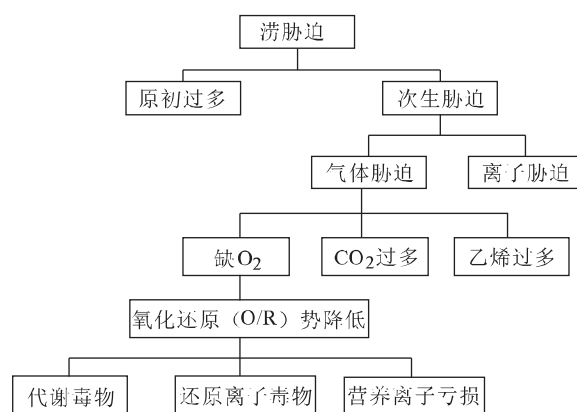 涝胁迫
原初过多
次生胁迫
气体胁迫
离子胁迫
缺O₂
CO₂过多
乙烯过多
氧化还原（O/R）势降低
代谢毒物
还原离子毒物
营养离子亏损